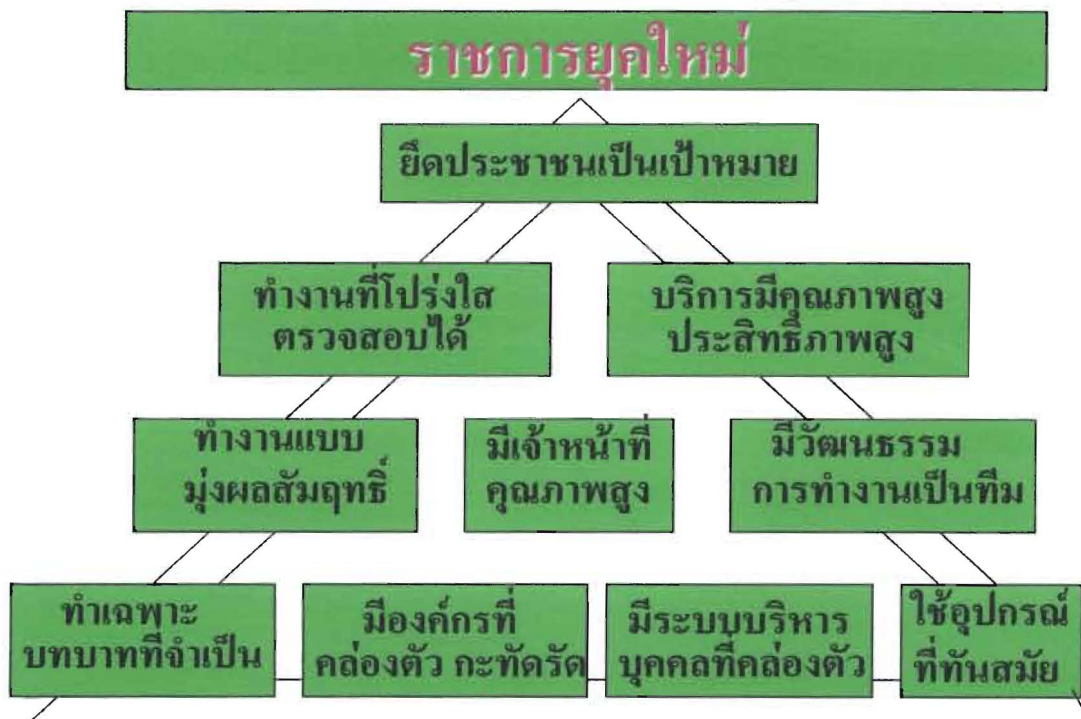 ราชการยุคใหม่
ยึดประชาชนเป็นเป้าหมาย
ทำงานที่โปร่งใส
ตรวจสอบได้
บริการมีคุณภาพสูง
ประสิทธิภาพสูง
ทำงานแบบ
มุ่งผลสัมฤทธิ์
มีเจ้าหน้าที่
คุณภาพสูง
มีวัฒนธรรม
การทำงานเป็นทีม
ทำเฉพาะ
บทบาทที่จำเป็น
มีองค์กรที่
คล่องตัว กะทัดรัด
มีระบบบริหาร
บุคคลที่คล่องตัว
ใช้อุปกรณ์
ที่ทันสมัย